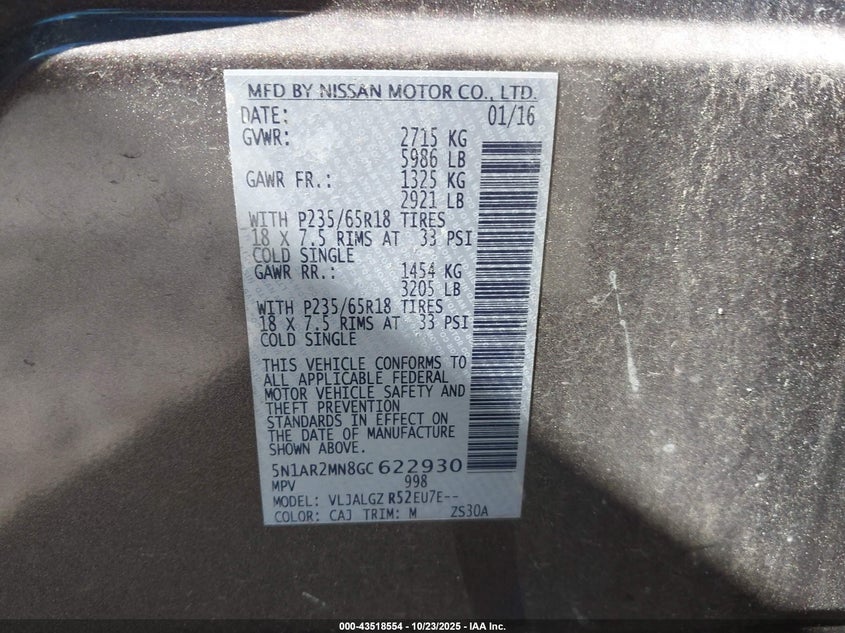 MFD BY NISSAN MOTOR CO., LTD.
DATE: 01/16
GVWR: 2715 KG
5986 LB
GAWR FR.: 1325 KG
2921 LB
WITH P235/65R18 TIRES
18 X 7.5 RIMS AT 33 PSI
COLD SINGLE
GAWR RR.: 1454 KG
3205 LB
WITH P235/65R18 TIRES
18 X 7.5 RIMS AT 33 PSI
COLD SINGLE
THIS VEHICLE CONFORMS TO
ALL APPLICABLE FEDERAL
MOTOR VEHICLE SAFETY AND
THEFT PREVENTION
STANDARDS IN EFFECT ON
THE DATE OF MANUFACTURE
SHOWN ABOVE.
5N1AR2MN8GC 622930
MPV 998
MODEL: VLJALGZ R52EU7E--
COLOR: CAJ TRIM: M ZS30A
000-43518554 - 10/23/2025 - IAA Inc.